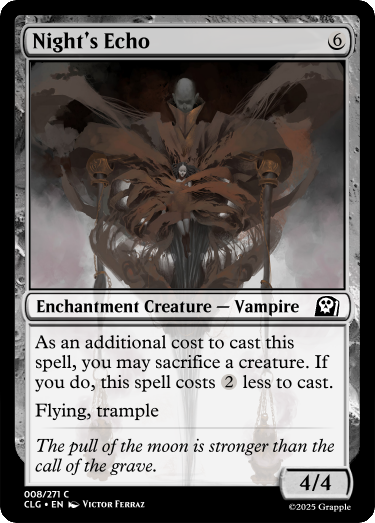 Night's Echo 6
Enchantment Creature — Vampire
As an additional cost to cast this
spell, you may sacrifice a creature. If
you do, this spell costs 2 less to cast.
Flying, trample
The pull of the moon is stronger than the
call of the grave.
4/4
008/271 C
CLG • EN Victor Ferraz
©2025 Grapple